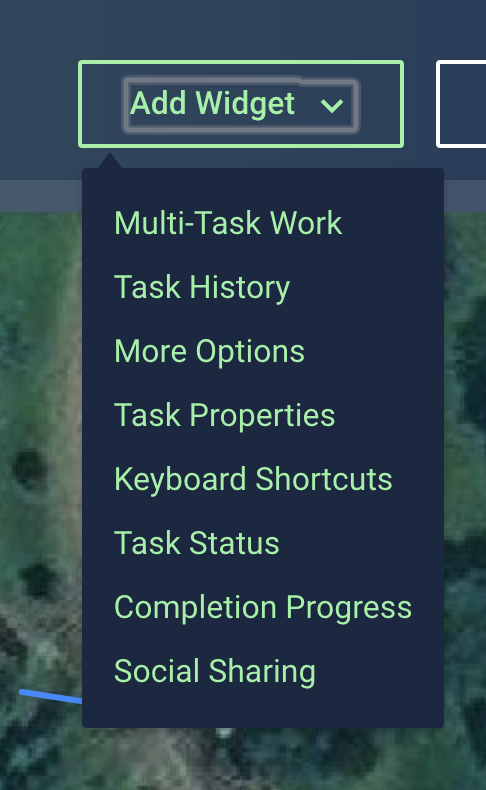 Add Widget
Multi-Task Work
Task History
More Options
Task Properties
Keyboard Shortcuts
Task Status
Completion Progress
Social Sharing